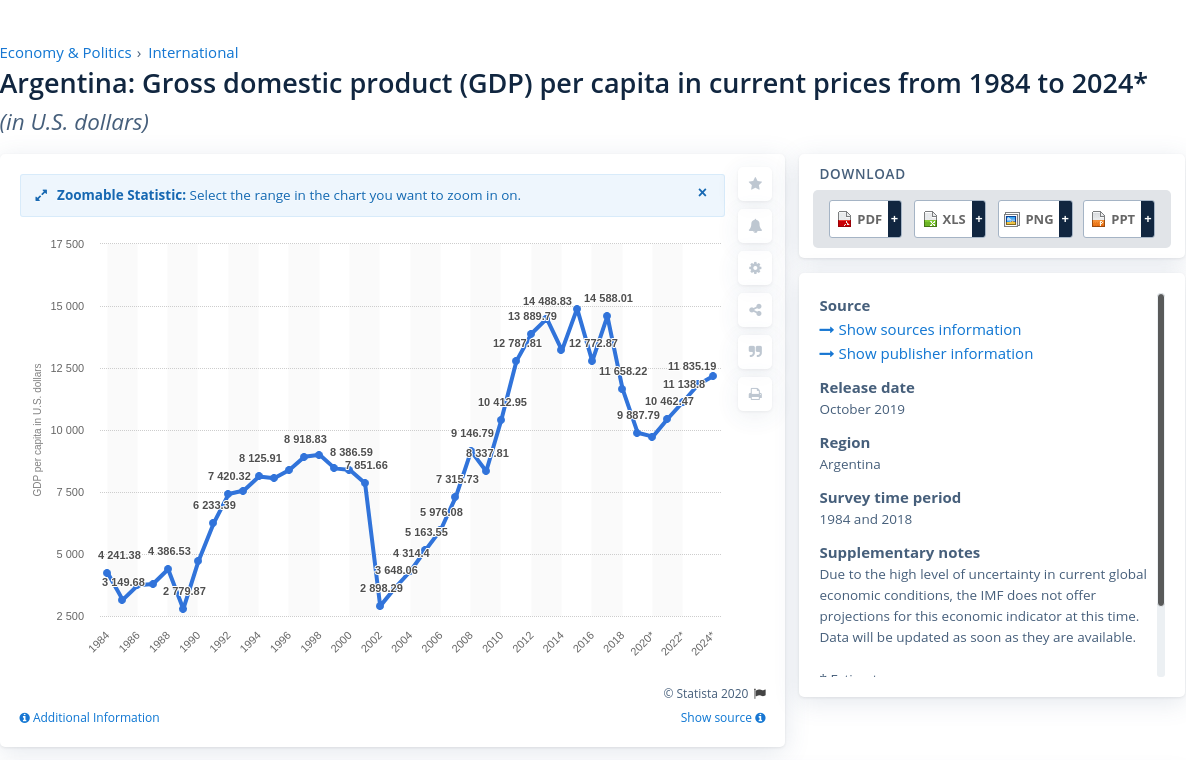 Economy & Politics › International
Argentina: Gross domestic product (GDP) per capita in current prices from 1984 to 2024*
(in U.S. dollars)
Zoomable Statistic: Select the range in the chart you want to zoom in on. ×
17 500
15 000
12 500
10 000
7 500
5 000
2 500
GDP per capita in U.S. dollars
4 241.38
3 149.68
4 386.53
2 779.87
6 233.39
7 420.32
8 125.91
8 918.83
8 386.59
7 851.66
2 898.29
3 648.06
4 314.4
5 163.55
5 976.08
7 315.73
9 146.79
8 337.81
10 412.95
12 787.81
13 889.79
14 488.83
12 772.87
14 588.01
11 658.22
9 887.79
10 462.47
11 138.8
11 835.19
1984
1986
1988
1990
1992
1994
1996
1998
2000
2002
2004
2006
2008
2010
2012
2014
2016
2018
2020*
2022*
2024*
© Statista 2020
Additional Information
Show source
DOWNLOAD
PDF +
XLS +
PNG +
PPT +
Source
Show sources information
Show publisher information
Release date
October 2019
Region
Argentina
Survey time period
1984 and 2018
Supplementary notes
Due to the high level of uncertainty in current global
economic conditions, the IMF does not offer
projections for this economic indicator at this time.
Data will be updated as soon as they are available.